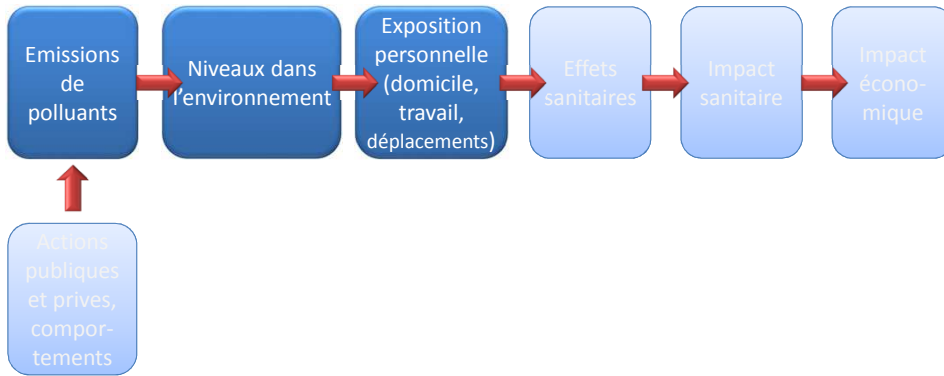 Emissions
de
polluants
Niveaux dans
l’environnement
Exposition
personnelle
(domicile,
travail,
déplacements)
Effets
sanitaires
Impact
sanitaire
Impact
écono-
mique
Actions
publiques
et prives,
compor-
tements